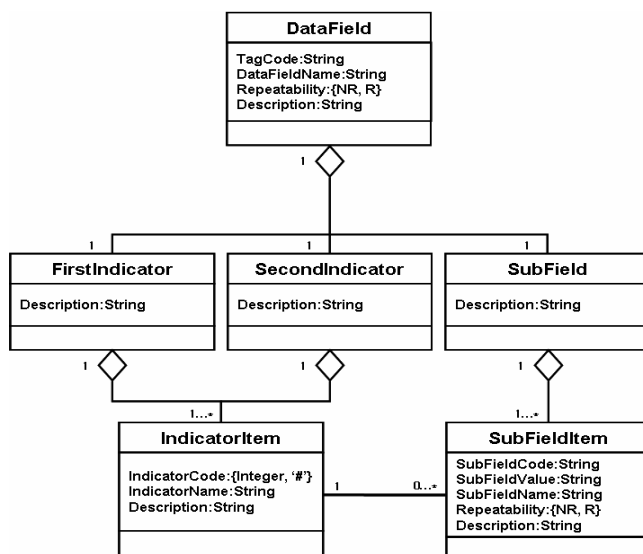 DataField
TagCode:String
DataFieldName:String
Repeatability:{NR, R}
Description:String
1
1
1
1
FirstIndicator
SecondIndicator
SubField
Description:String
Description:String
Description:String
1
1
1
1...*
1...*
IndicatorItem
IndicatorCode:{Integer, ‘#’}
IndicatorName:String
Description:String
1
0...*
SubFieldItem
SubFieldCode:String
SubFieldValue:String
SubFieldName:String
Repeatability:{NR, R}
Description:String